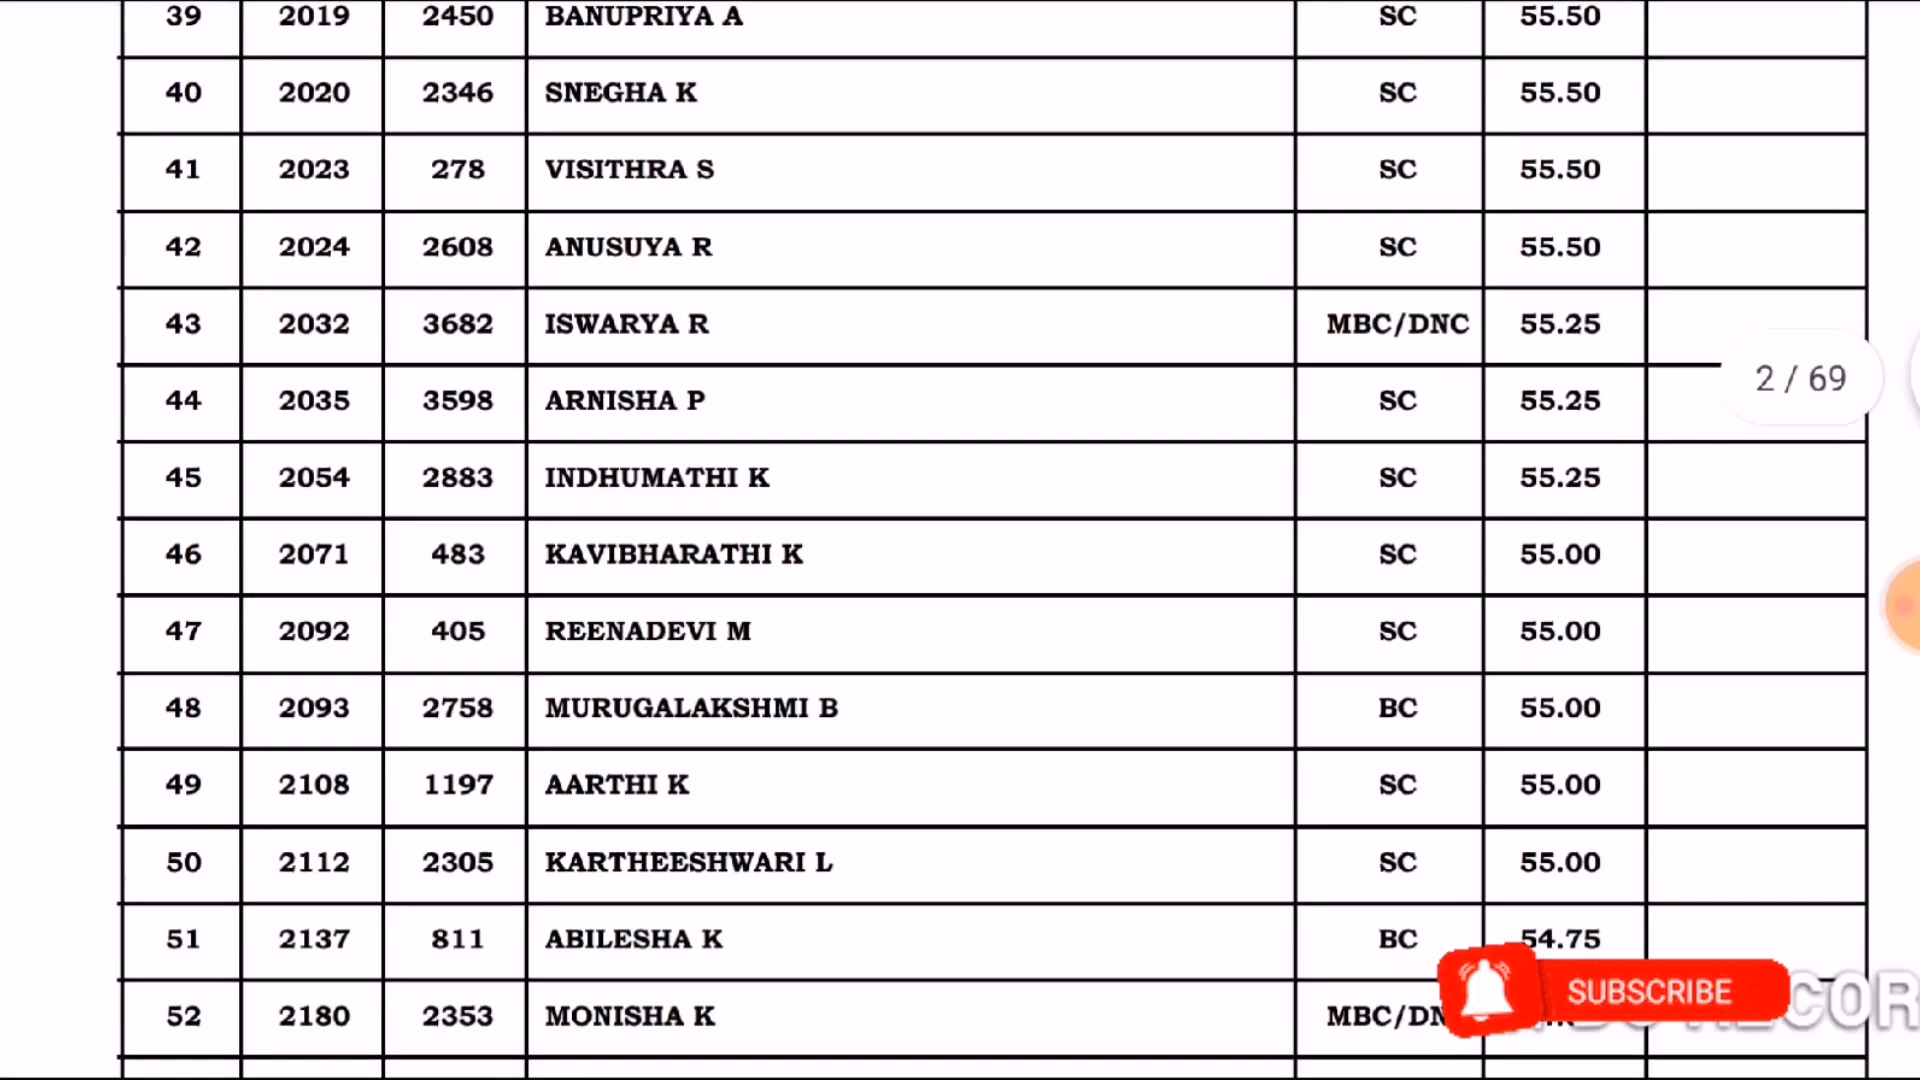 39 2019 2450 BANUPRIYA A SC 55.50
40 2020 2346 SNEGHA K SC 55.50
41 2023 278 VISITHRA S SC 55.50
42 2024 2608 ANUSUYA R SC 55.50
43 2032 3682 ISWARYA R MBC/DNC 55.25
2 / 69
44 2035 3598 ARNISHA P SC 55.25
45 2054 2883 INDHUMATHI K SC 55.25
46 2071 483 KAVIBHARATHI K SC 55.00
47 2092 405 REENADEVI M SC 55.00
48 2093 2758 MURUGALAKSHMI B BC 55.00
49 2108 1197 AARTHI K SC 55.00
50 2112 2305 KARTHEESHWARI L SC 55.00
51 2137 811 ABILESHA K BC 54.75
SUBSCRIBE
52 2180 2353 MONISHA K